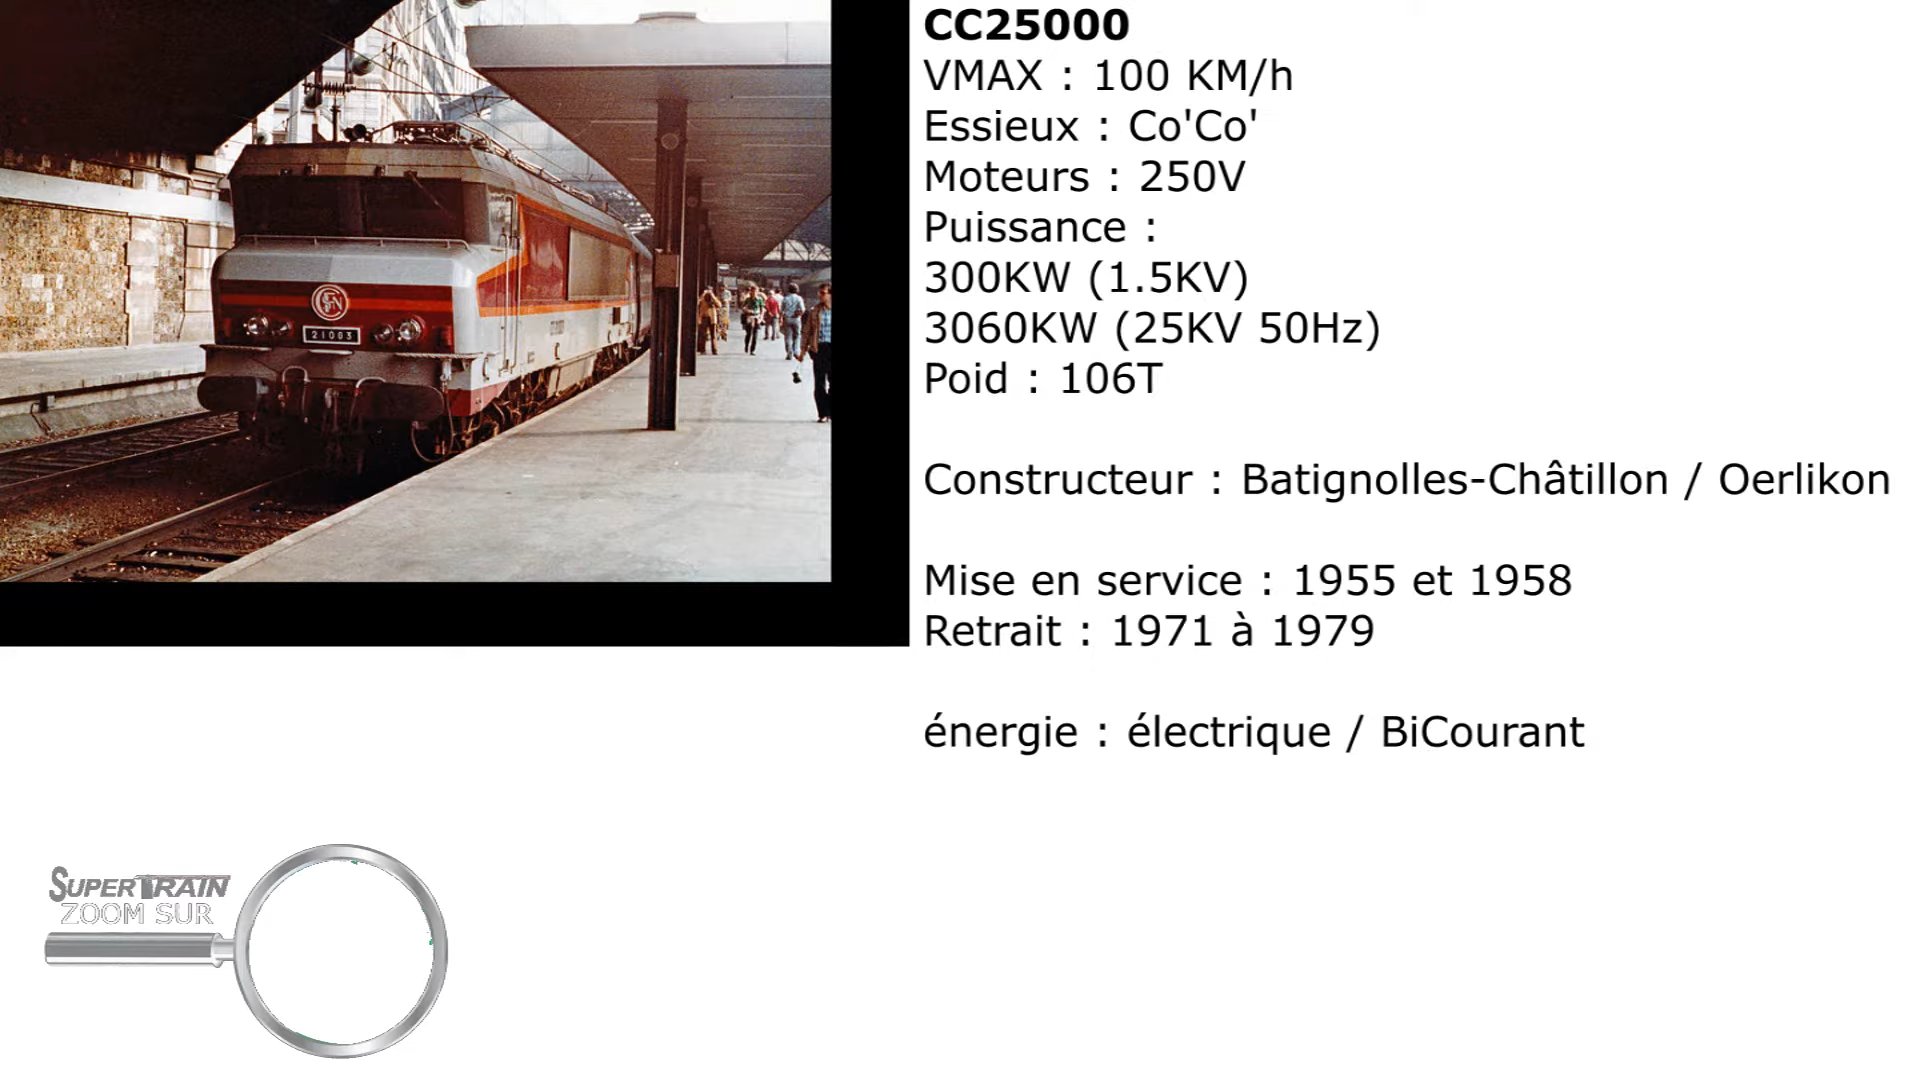 CC25000
VMAX : 100 KM/h
Essieux : Co'Co'
Moteurs : 250V
Puissance :
300KW (1.5KV)
3060KW (25KV 50Hz)
Poid : 106T
Constructeur : Batignolles-Châtillon / Oerlikon
Mise en service : 1955 et 1958
Retrait : 1971 à 1979
énergie : électrique / BiCourant
21003
SUPERTRAIN
ZOOM SUR